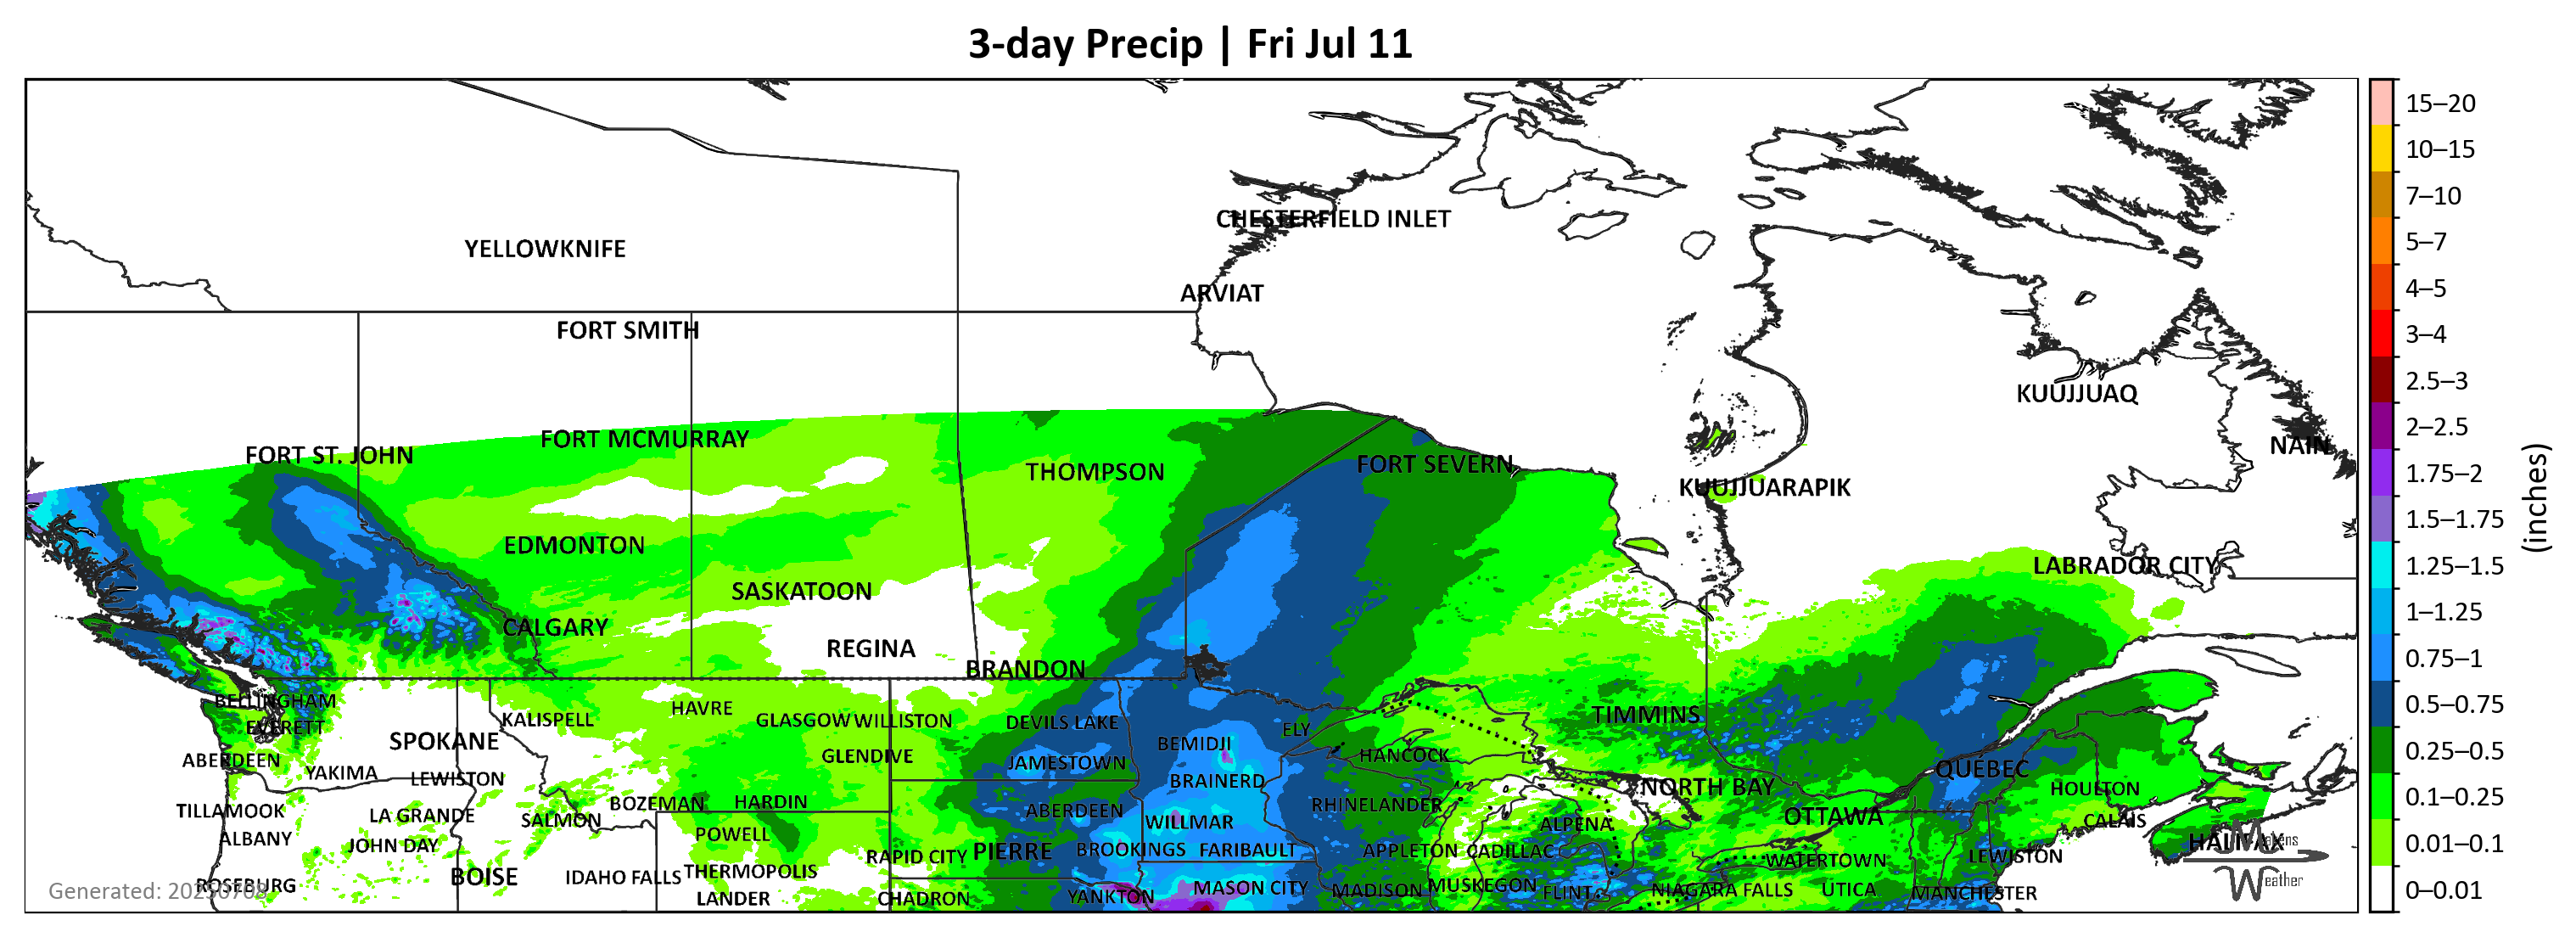 3-day Precip | Fri Jul 11
CHESTERFIELD INLET
YELLOWKNIFE
ARVIAT
FORT SMITH
KUUJJUAQ
FORT MCMURRAY
NAIN
FORT ST. JOHN
THOMPSON
FORT SEVERN
KUUJJUARAPIK
EDMONTON
LABRADOR CITY
SASKATOON
CALGARY
REGINA
BRANDON
BELLINGHAM
HAVRE
TIMMINS
KALISPELL
GLASGOW
WILLISTON
DEVILS LAKE
EVERETT
ELY
SPOKANE
BEMIDJI
ABERDEEN
GLENDIVE
HANCOCK
JAMESTOWN
QUÉBEC
YAKIMA
LEWISTON
BRAINERD
NORTH BAY
HOULTON
BOZEMAN
HARDIN
RHINELANDER
TILLAMOOK
LA GRANDE
SALMON
ABERDEEN
WILLMAR
ALPENA
OTTAWA
CALAIS
ALBANY
JOHN DAY
POWELL
HALIFAX
BROOKINGS
FARIBAULT
APPLETON
CADILLAC
PIERRE
RAPID CITY
WATERTOWN
LEWISTON
BOISE
IDAHO FALLS
THERMOPOLIS
ROSEBURG
MASON CITY
MADISON
MUSKEGON
FLINT
NIAGARA FALLS
UTICA
MANCHESTER
LANDER
CHADRON
YANKTON
Weather
15–20
10–15
7–10
5–7
4–5
3–4
2.5–3
2–2.5
1.75–2
1.5–1.75
1.25–1.5
1–1.25
0.75–1
0.5–0.75
0.25–0.5
0.1–0.25
0.01–0.1
0–0.01
(inches)